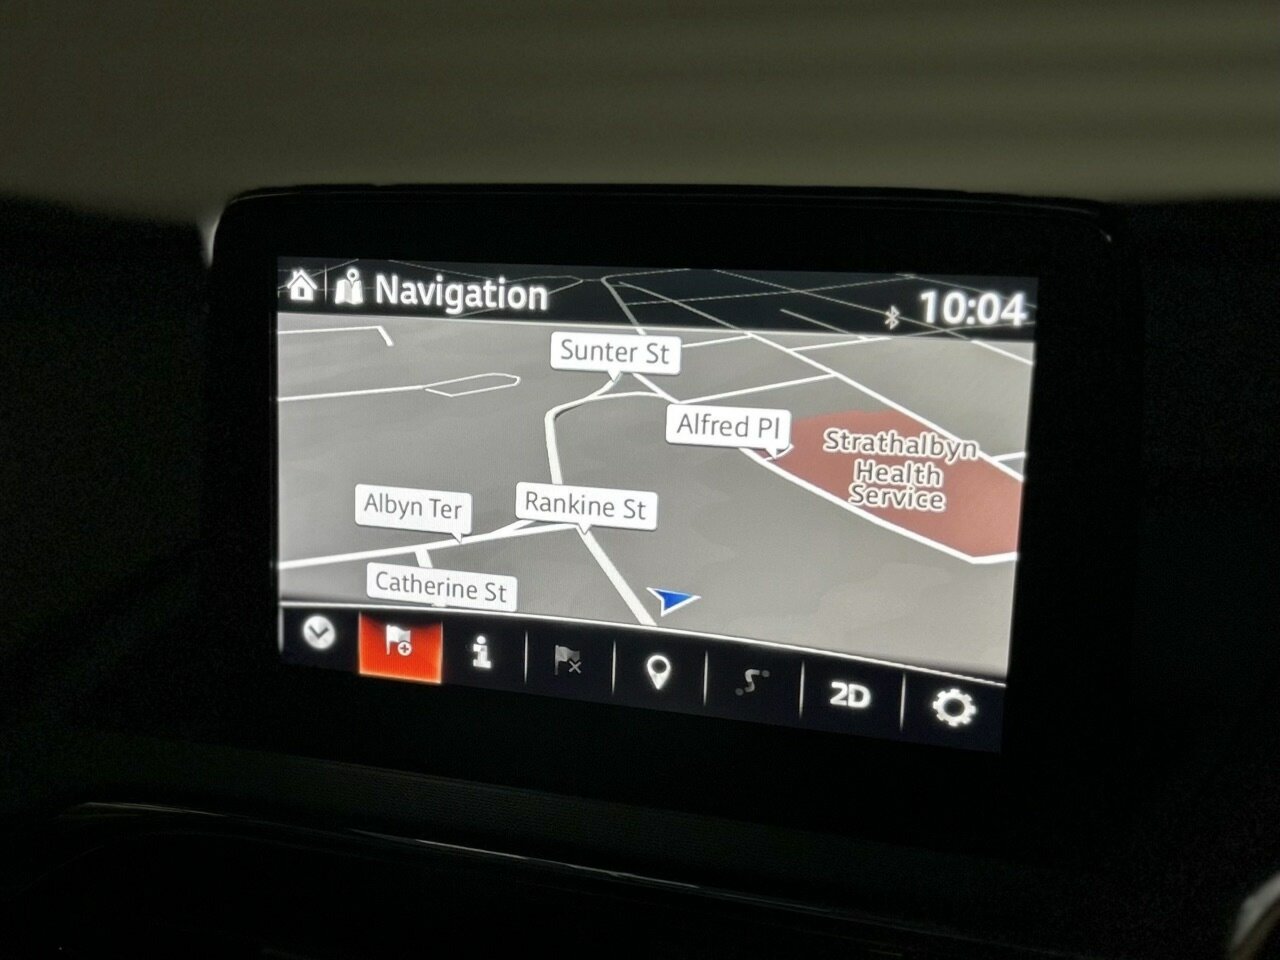 Navigation
10:04
Sunter St
Alfred Pl
Strathalbyn
Health
Service
Albyn Ter
Rankine St
Catherine St
2D